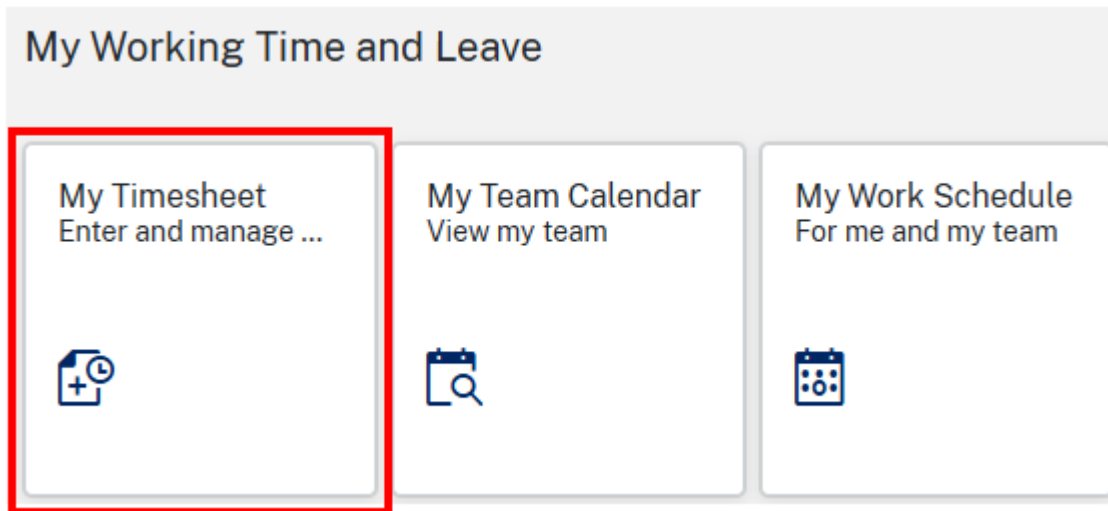 My Working Time and Leave
My Timesheet
Enter and manage ...
My Team Calendar
View my team
My Work Schedule
For me and my team